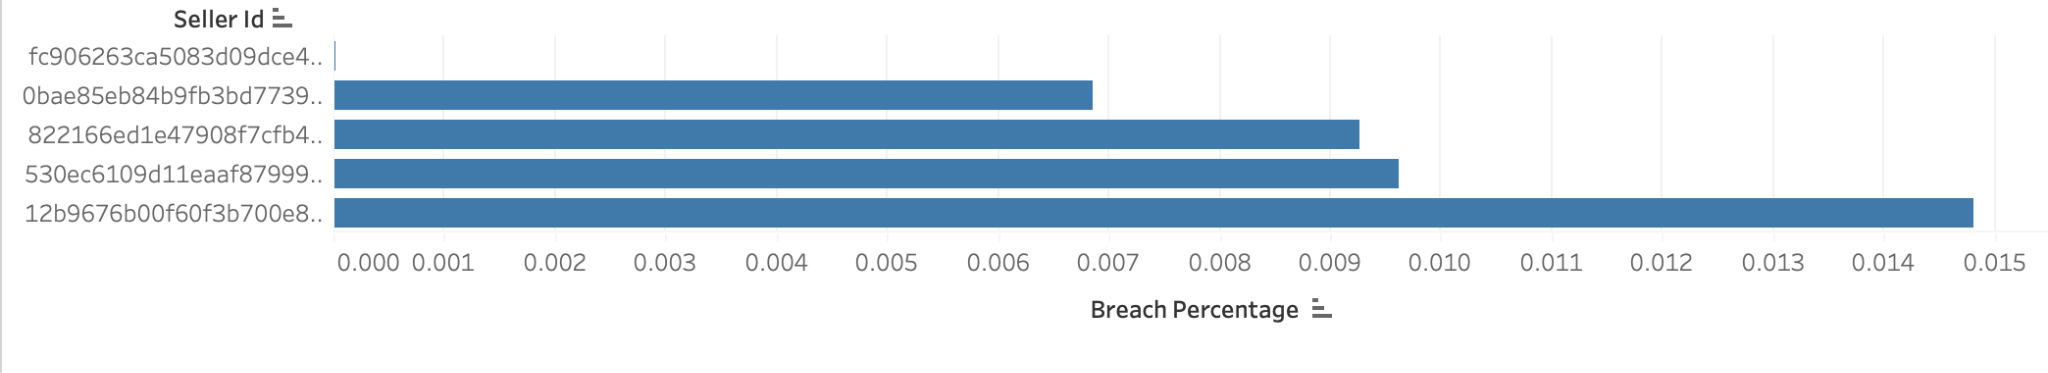 Seller Id
fc906263ca5083d09dce4..
0bae85eb84b9fb3bd7739..
822166ed1e47908f7cfb4..
530ec6109d11eaaf87999..
12b9676b00f60f3b700e8..
0.000 0.001 0.002 0.003 0.004 0.005 0.006 0.007 0.008 0.009 0.010 0.011 0.012 0.013 0.014 0.015
Breach Percentage